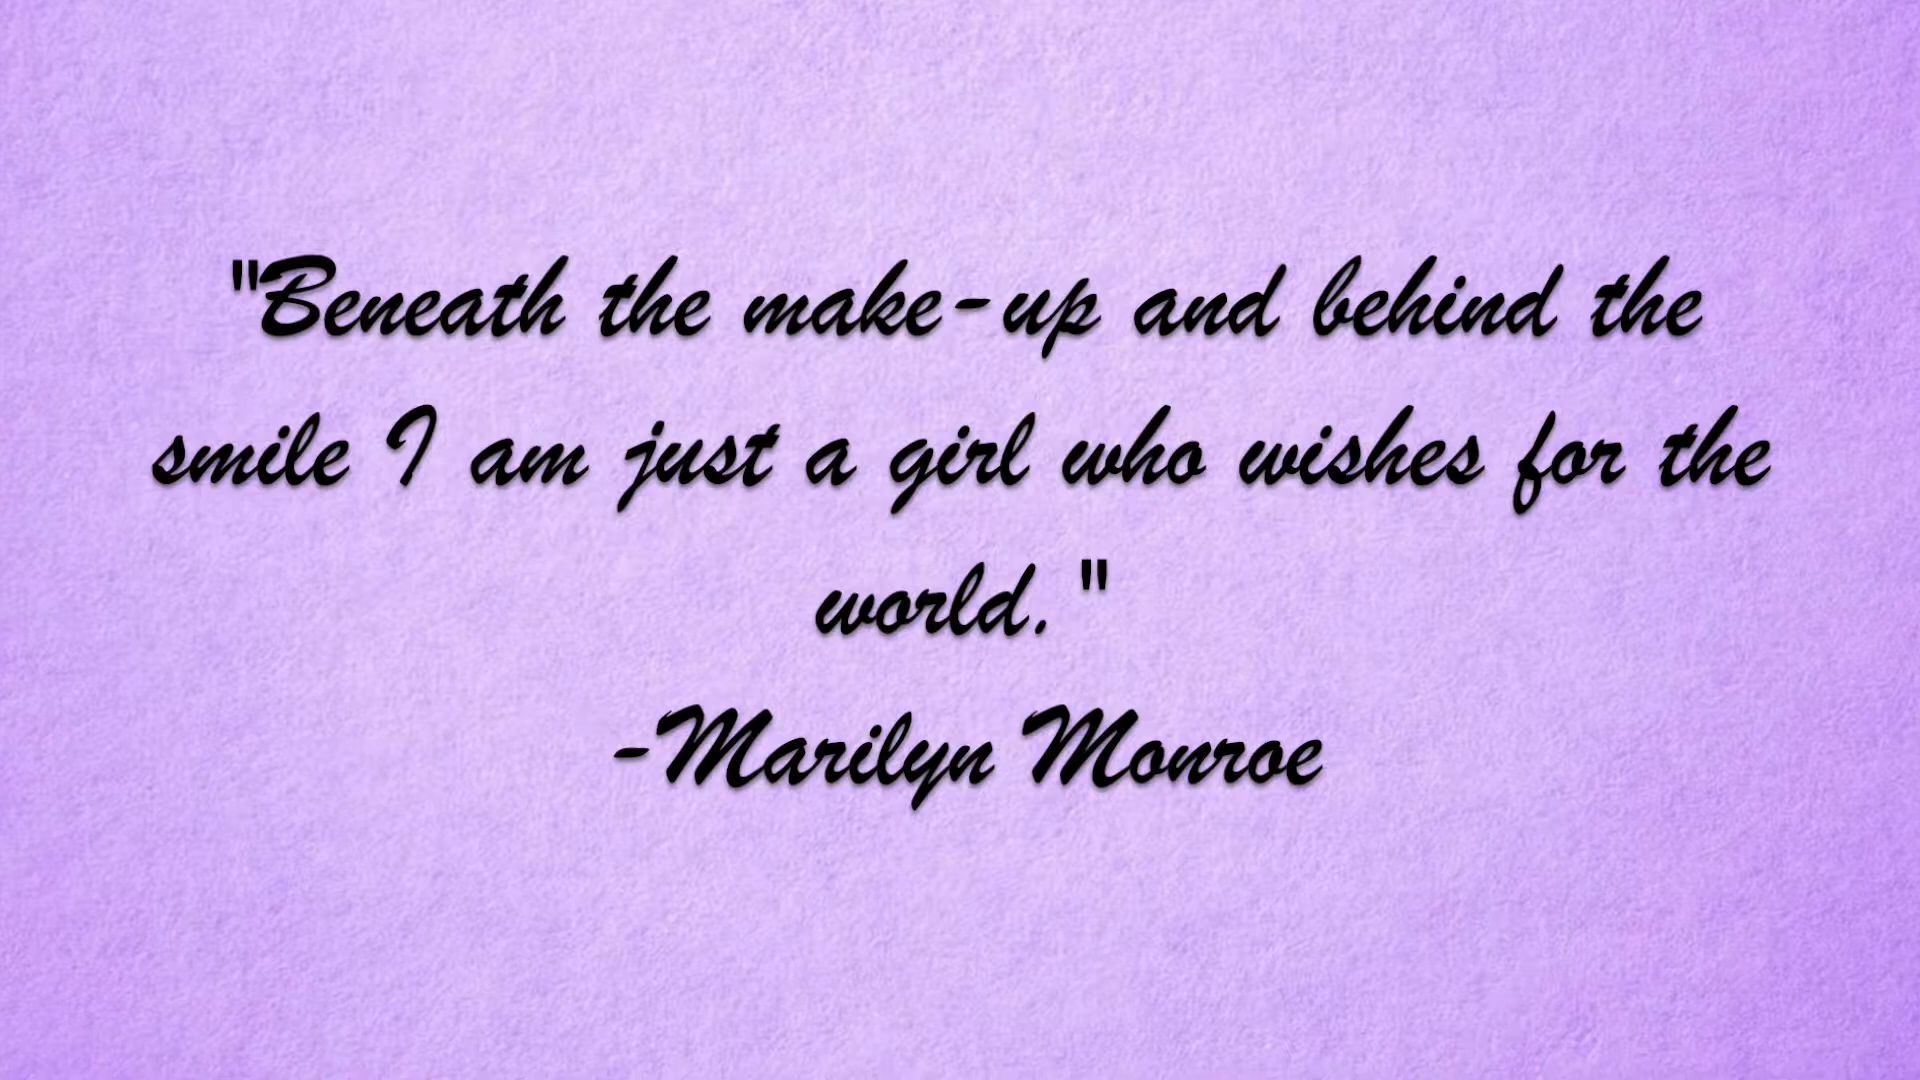 "Beneath the make-up and behind the
smile I am just a girl who wishes for the
world."
-Marilyn Monroe